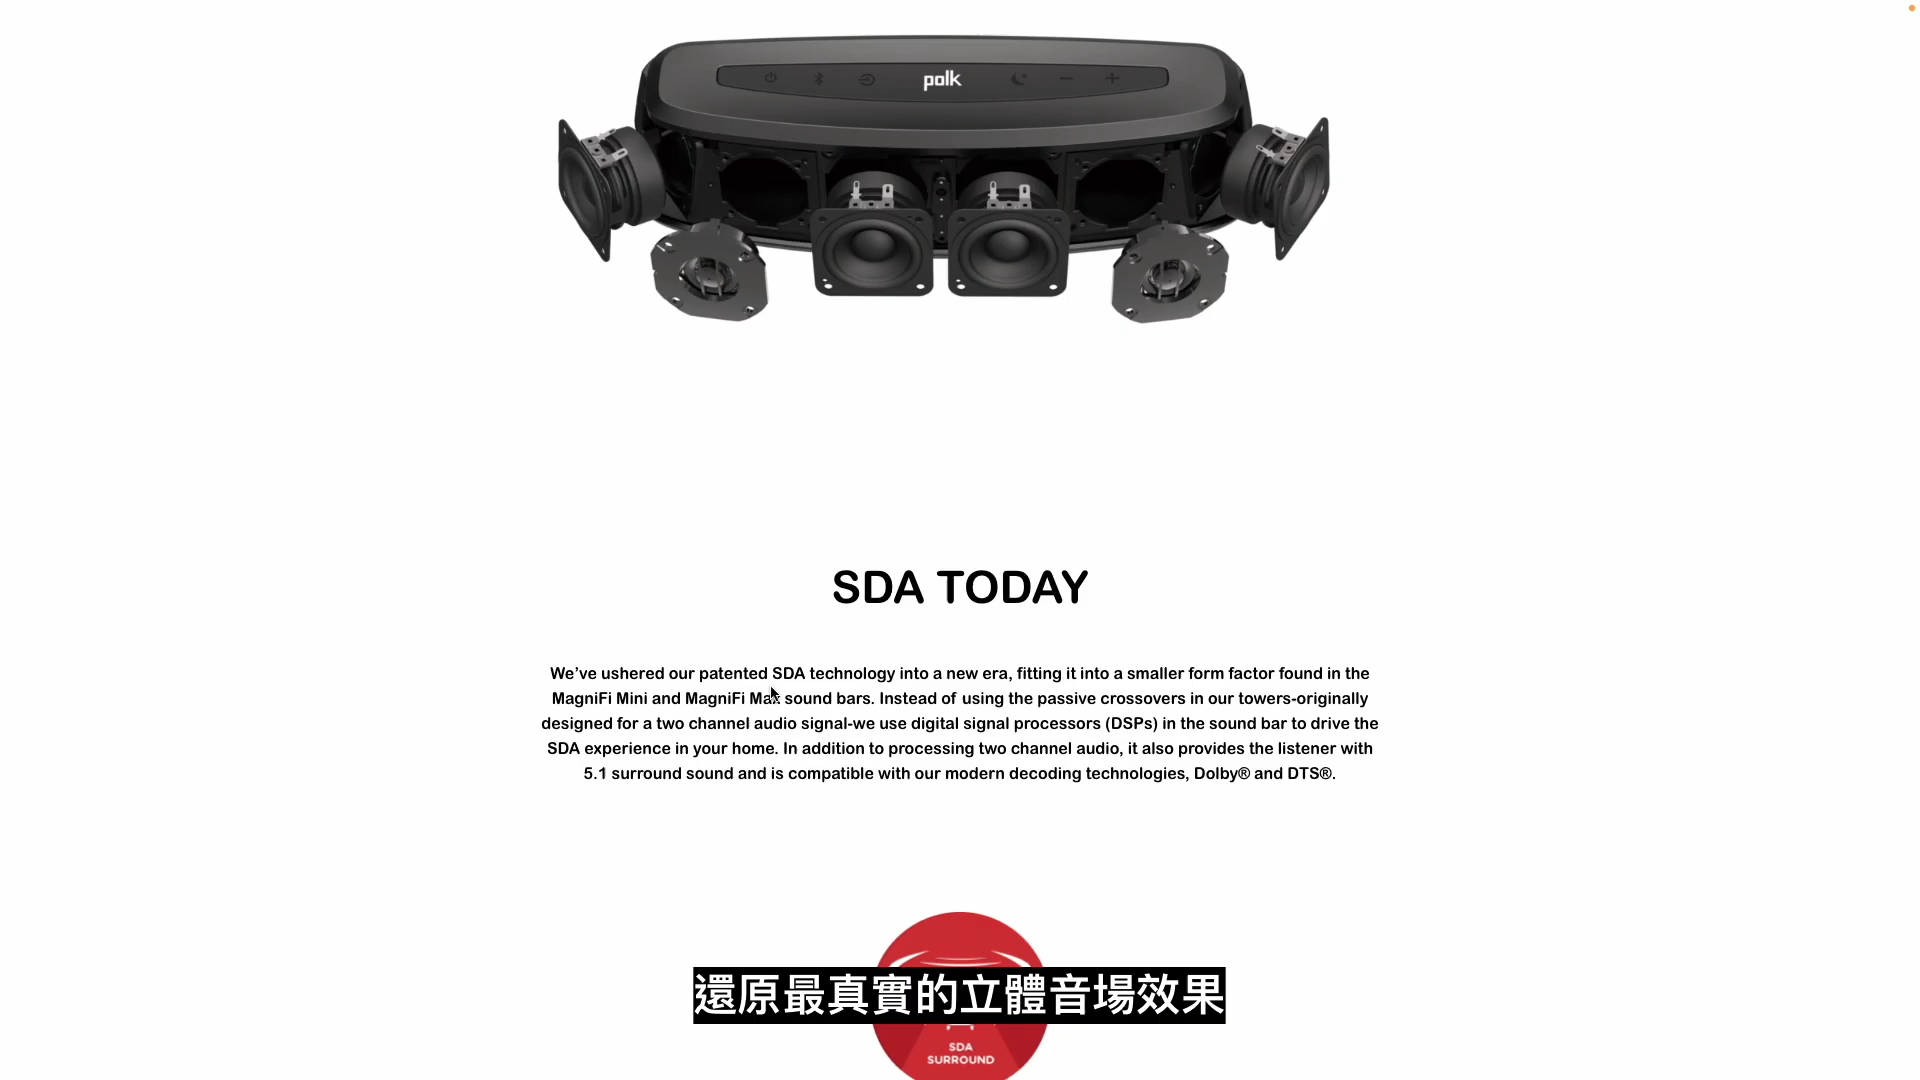 polk
SDA TODAY
We’ve ushered our patented SDA technology into a new era, fitting it into a smaller form factor found in the
MagniFi Mini and MagniFi Max sound bars. Instead of using the passive crossovers in our towers-originally
designed for a two channel audio signal-we use digital signal processors (DSPs) in the sound bar to drive the
SDA experience in your home. In addition to processing two channel audio, it also provides the listener with
5.1 surround sound and is compatible with our modern decoding technologies, Dolby® and DTS®.
還原最真實的立體音場效果
SDA
SURROUND